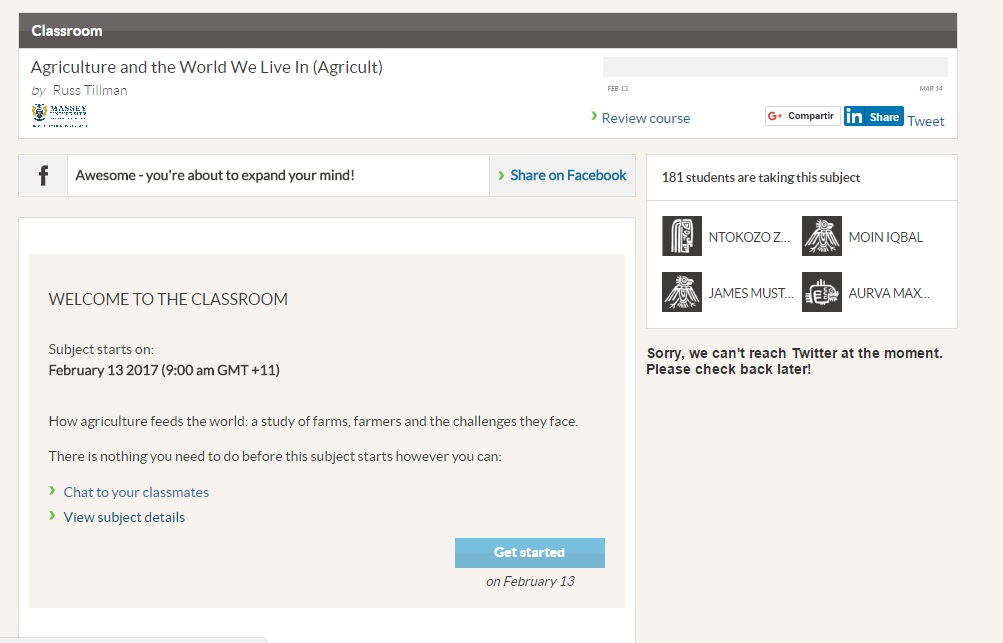 Classroom
Agriculture and the World We Live In (Agricult)
by Russ Tillman
MASSEY
FEB 13
MAR 14
Review course
G+ Compartir
in Share
Tweet
f
Awesome - you're about to expand your mind!
Share on Facebook
181 students are taking this subject
NTOKOZO Z...
MOIN IQBAL
JAMES MUST...
AURVA MAX...
Sorry, we can't reach Twitter at the moment.
Please check back later!
WELCOME TO THE CLASSROOM
Subject starts on:
February 13 2017 (9:00 am GMT +11)
How agriculture feeds the world: a study of farms, farmers and the challenges they face.
There is nothing you need to do before this subject starts however you can:
Chat to your classmates
View subject details
Get started
on February 13